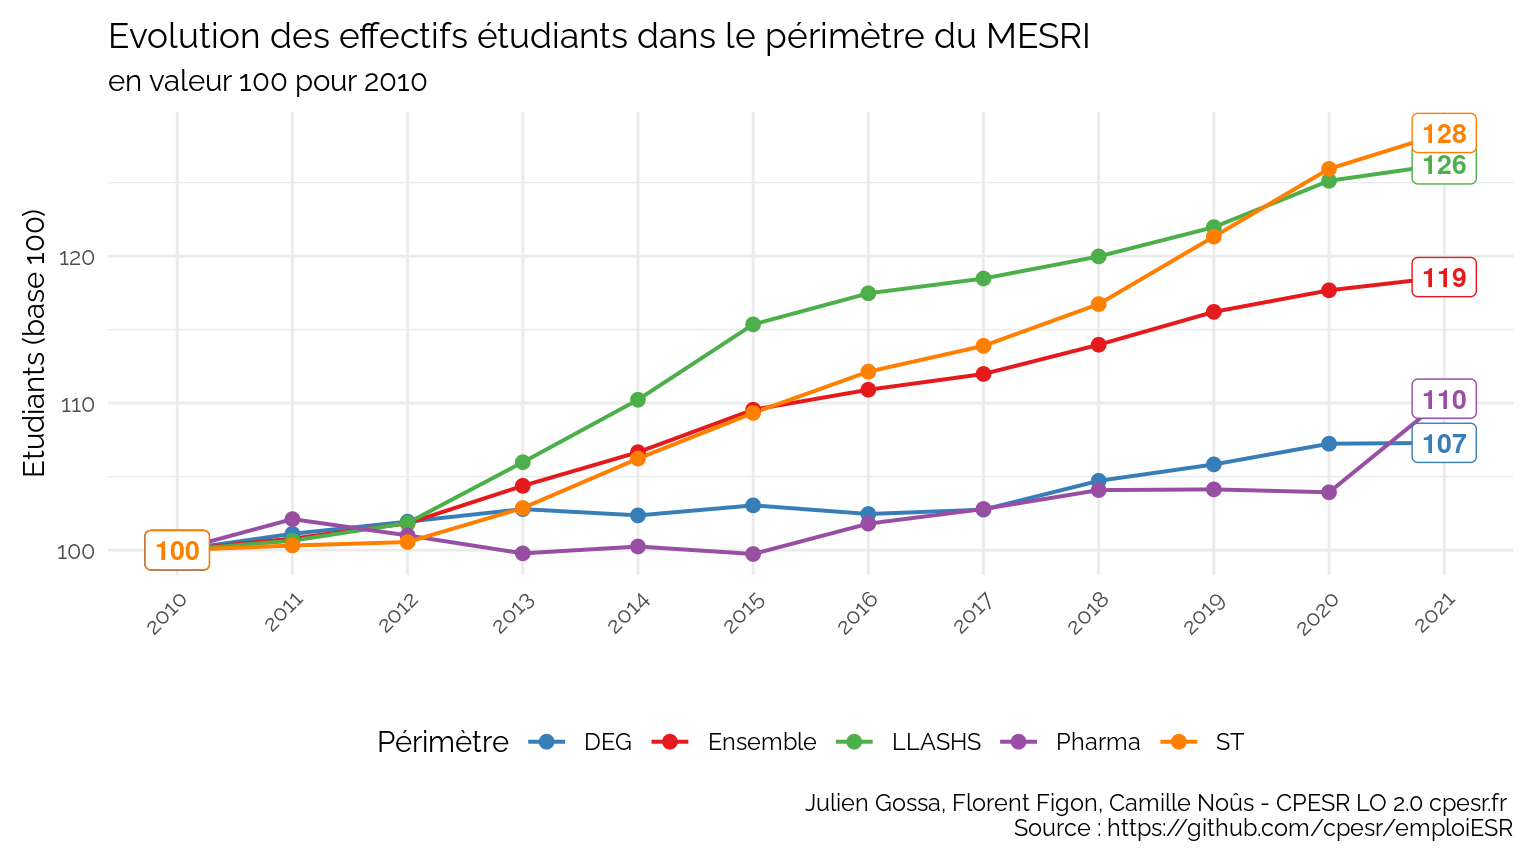 Evolution des effectifs étudiants dans le périmètre du MESRI
en valeur 100 pour 2010
Etudiants (base 100)
120
110
100
128
126
119
110
107
100
2010 2011 2012 2013 2014 2015 2016 2017 2018 2019 2020 2021
Périmètre DEG Ensemble LLASHS Pharma ST
Julien Gossa, Florent Figon, Camille Noûs - CPESR LO 2.0 cpesr.fr
Source : https://github.com/cpesr/emploiESR